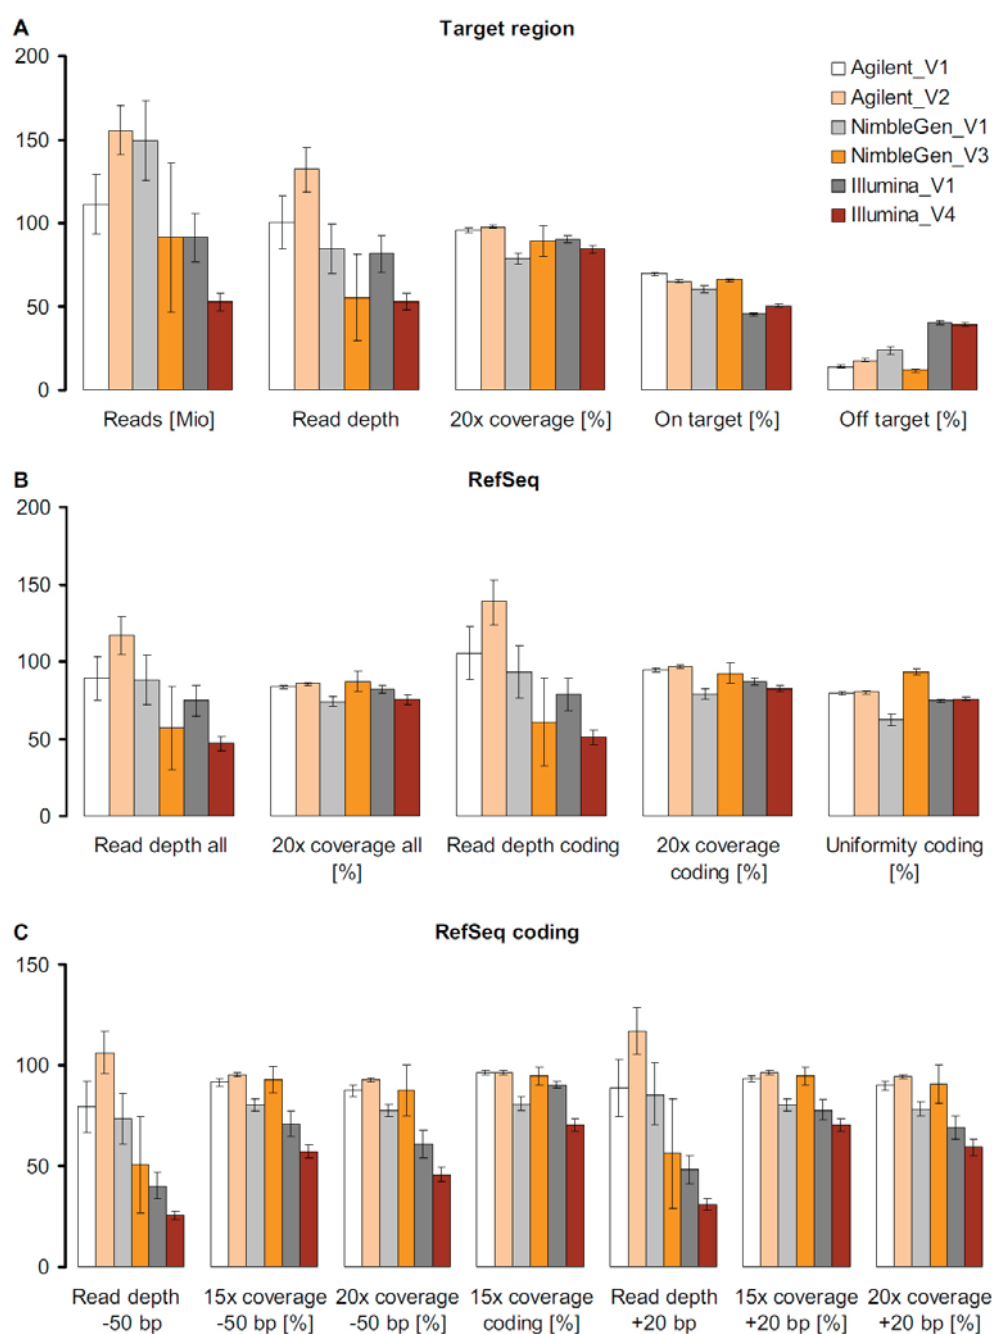 A
Target region
200
150
100
50
0
Agilent_V1
Agilent_V2
NimbleGen_V1
NimbleGen_V3
Illumina_V1
Illumina_V4
Reads [Mio]
Read depth
20x coverage [%]
On target [%]
Off target [%]
B
RefSeq
200
150
100
50
0
Read depth all
20x coverage all
[%]
Read depth coding
20x coverage
coding [%]
Uniformity coding
[%]
C
RefSeq coding
150
100
50
0
Read depth
-50 bp
15x coverage
-50 bp [%]
20x coverage
-50 bp [%]
15x coverage
coding [%]
Read depth
+20 bp
15x coverage
+20 bp [%]
20x coverage
+20 bp [%]